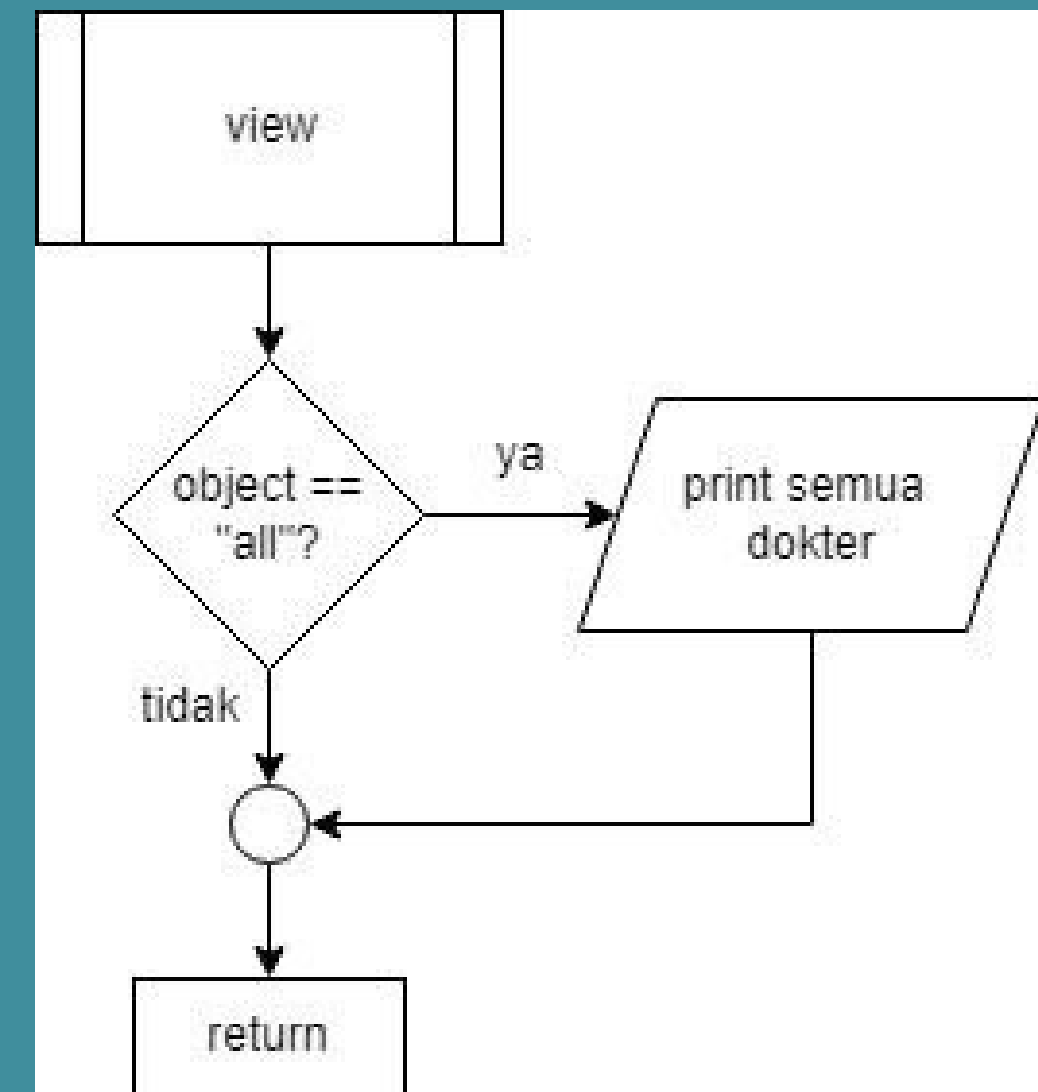 view
object ==
"all"?
ya
print semua
dokter
tidak
return